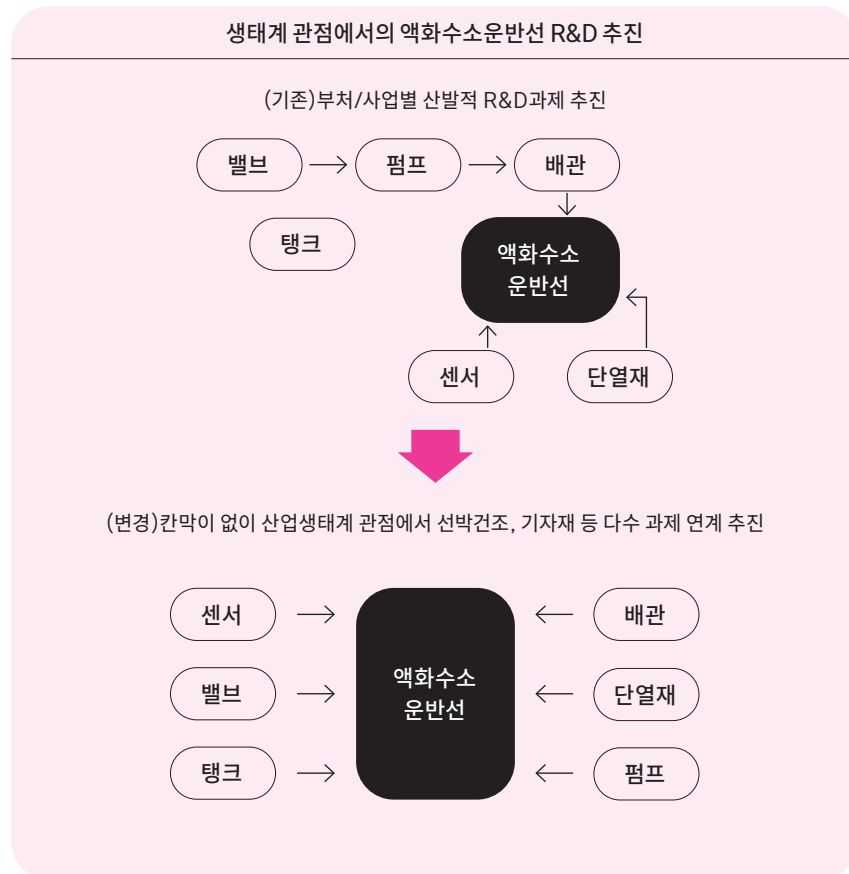 생태계 관점에서의 액화수소운반선 R&D 추진
(기존)부처/사업별 산발적 R&D과제 추진
밸브
펌프
배관
탱크
액화수소
운반선
센서
단열재
(변경)칸막이 없이 산업생태계 관점에서 선박건조, 기자재 등 다수 과제 연계 추진
센서
배관
밸브
액화수소
운반선
단열재
탱크
펌프